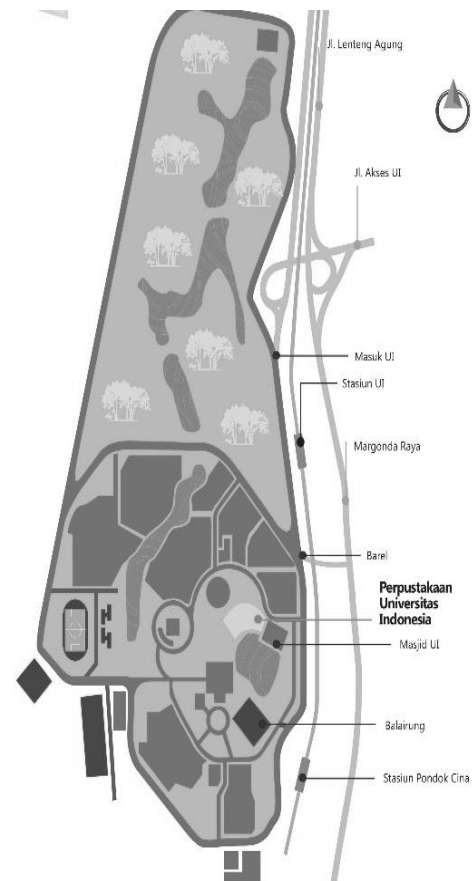 Jl. Lenteng Agung
Jl. Akses UI
Masuk UI
Stasiun UI
Margonda Raya
Barel
Perpustakaan
Universitas
Indonesia
Masjid UI
Balairung
Stasiun Pondok Cina